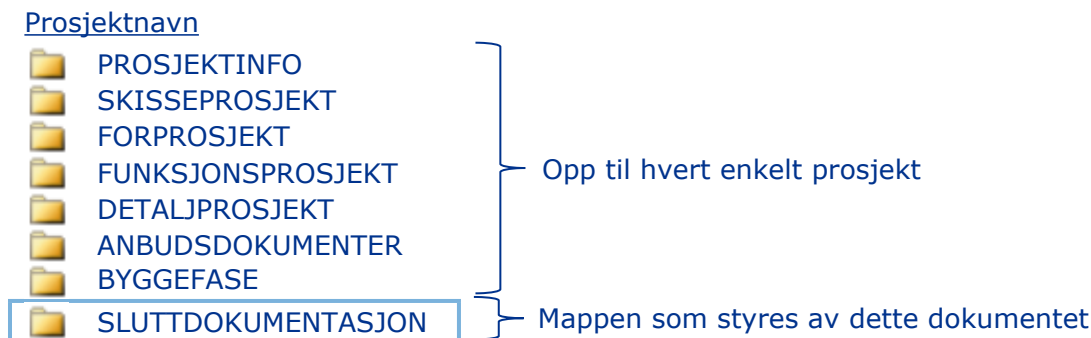 Prosjektnavn
PROSJEKTINFO
SKISSEPROSJEKT
FORPROSJEKT
FUNKSJONSPROSJEKT
Opp til hvert enkelt prosjekt
DETALJPROSJEKT
ANBUDSDOKUMENTER
BYGGEFASE
SLUTTDOKUMENTASJON
Mappen som styres av dette dokumentet